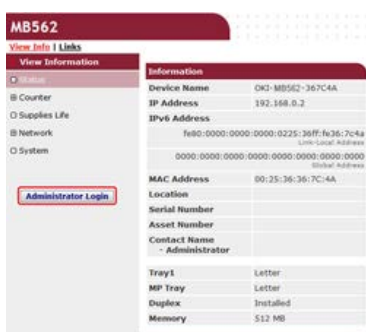 MB562
View Info | Links
View Information
Status
Counter
Supplies Life
Network
System
Administrator Login
Information
Device Name OKI-MB562-367C4A
IP Address 192.168.0.2
IPv6 Address
fe80:0000:0000:0000:0225:36ff:fe36:7c4a
Link-Local Address
0000:0000:0000:0000:0000:0000:0000:0000
Global Address
MAC Address 00:25:36:36:7C:4A
Location
Serial Number
Asset Number
Contact Name
- Administrator
Tray1 Letter
MP Tray Letter
Duplex Installed
Memory 512 MB